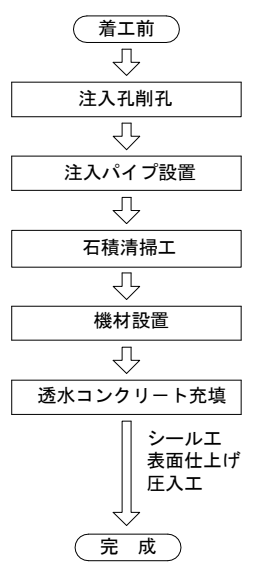 着工前
注入孔削孔
注入パイプ設置
石積清掃工
機材設置
透水コンクリート充填
シール工
表面仕上げ
圧入工
完　成